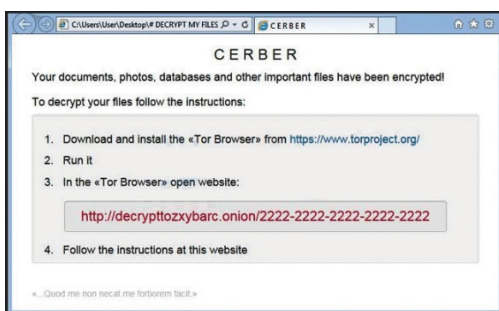 C:\Users\User\Desktop\# DECRYPT MY FILES
CERBER
CERBER
Your documents, photos, databases and other important files have been encrypted!
To decrypt your files follow the instructions:
1. Download and install the «Tor Browser» from https://www.torproject.org/
2. Run it
3. In the «Tor Browser» open website:
http://decrypttozxybarc.onion/2222-2222-2222-2222-2222
4. Follow the instructions at this website
«...Quod me non necat me fortiorem facit.»